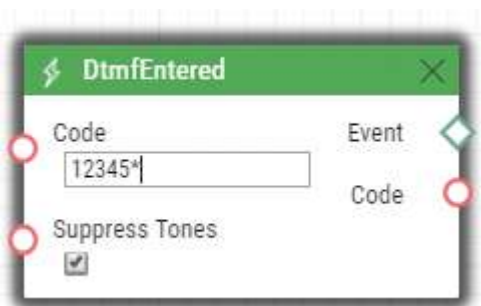 DtmfEntered
Code
Event
12345*
Code
Suppress Tones